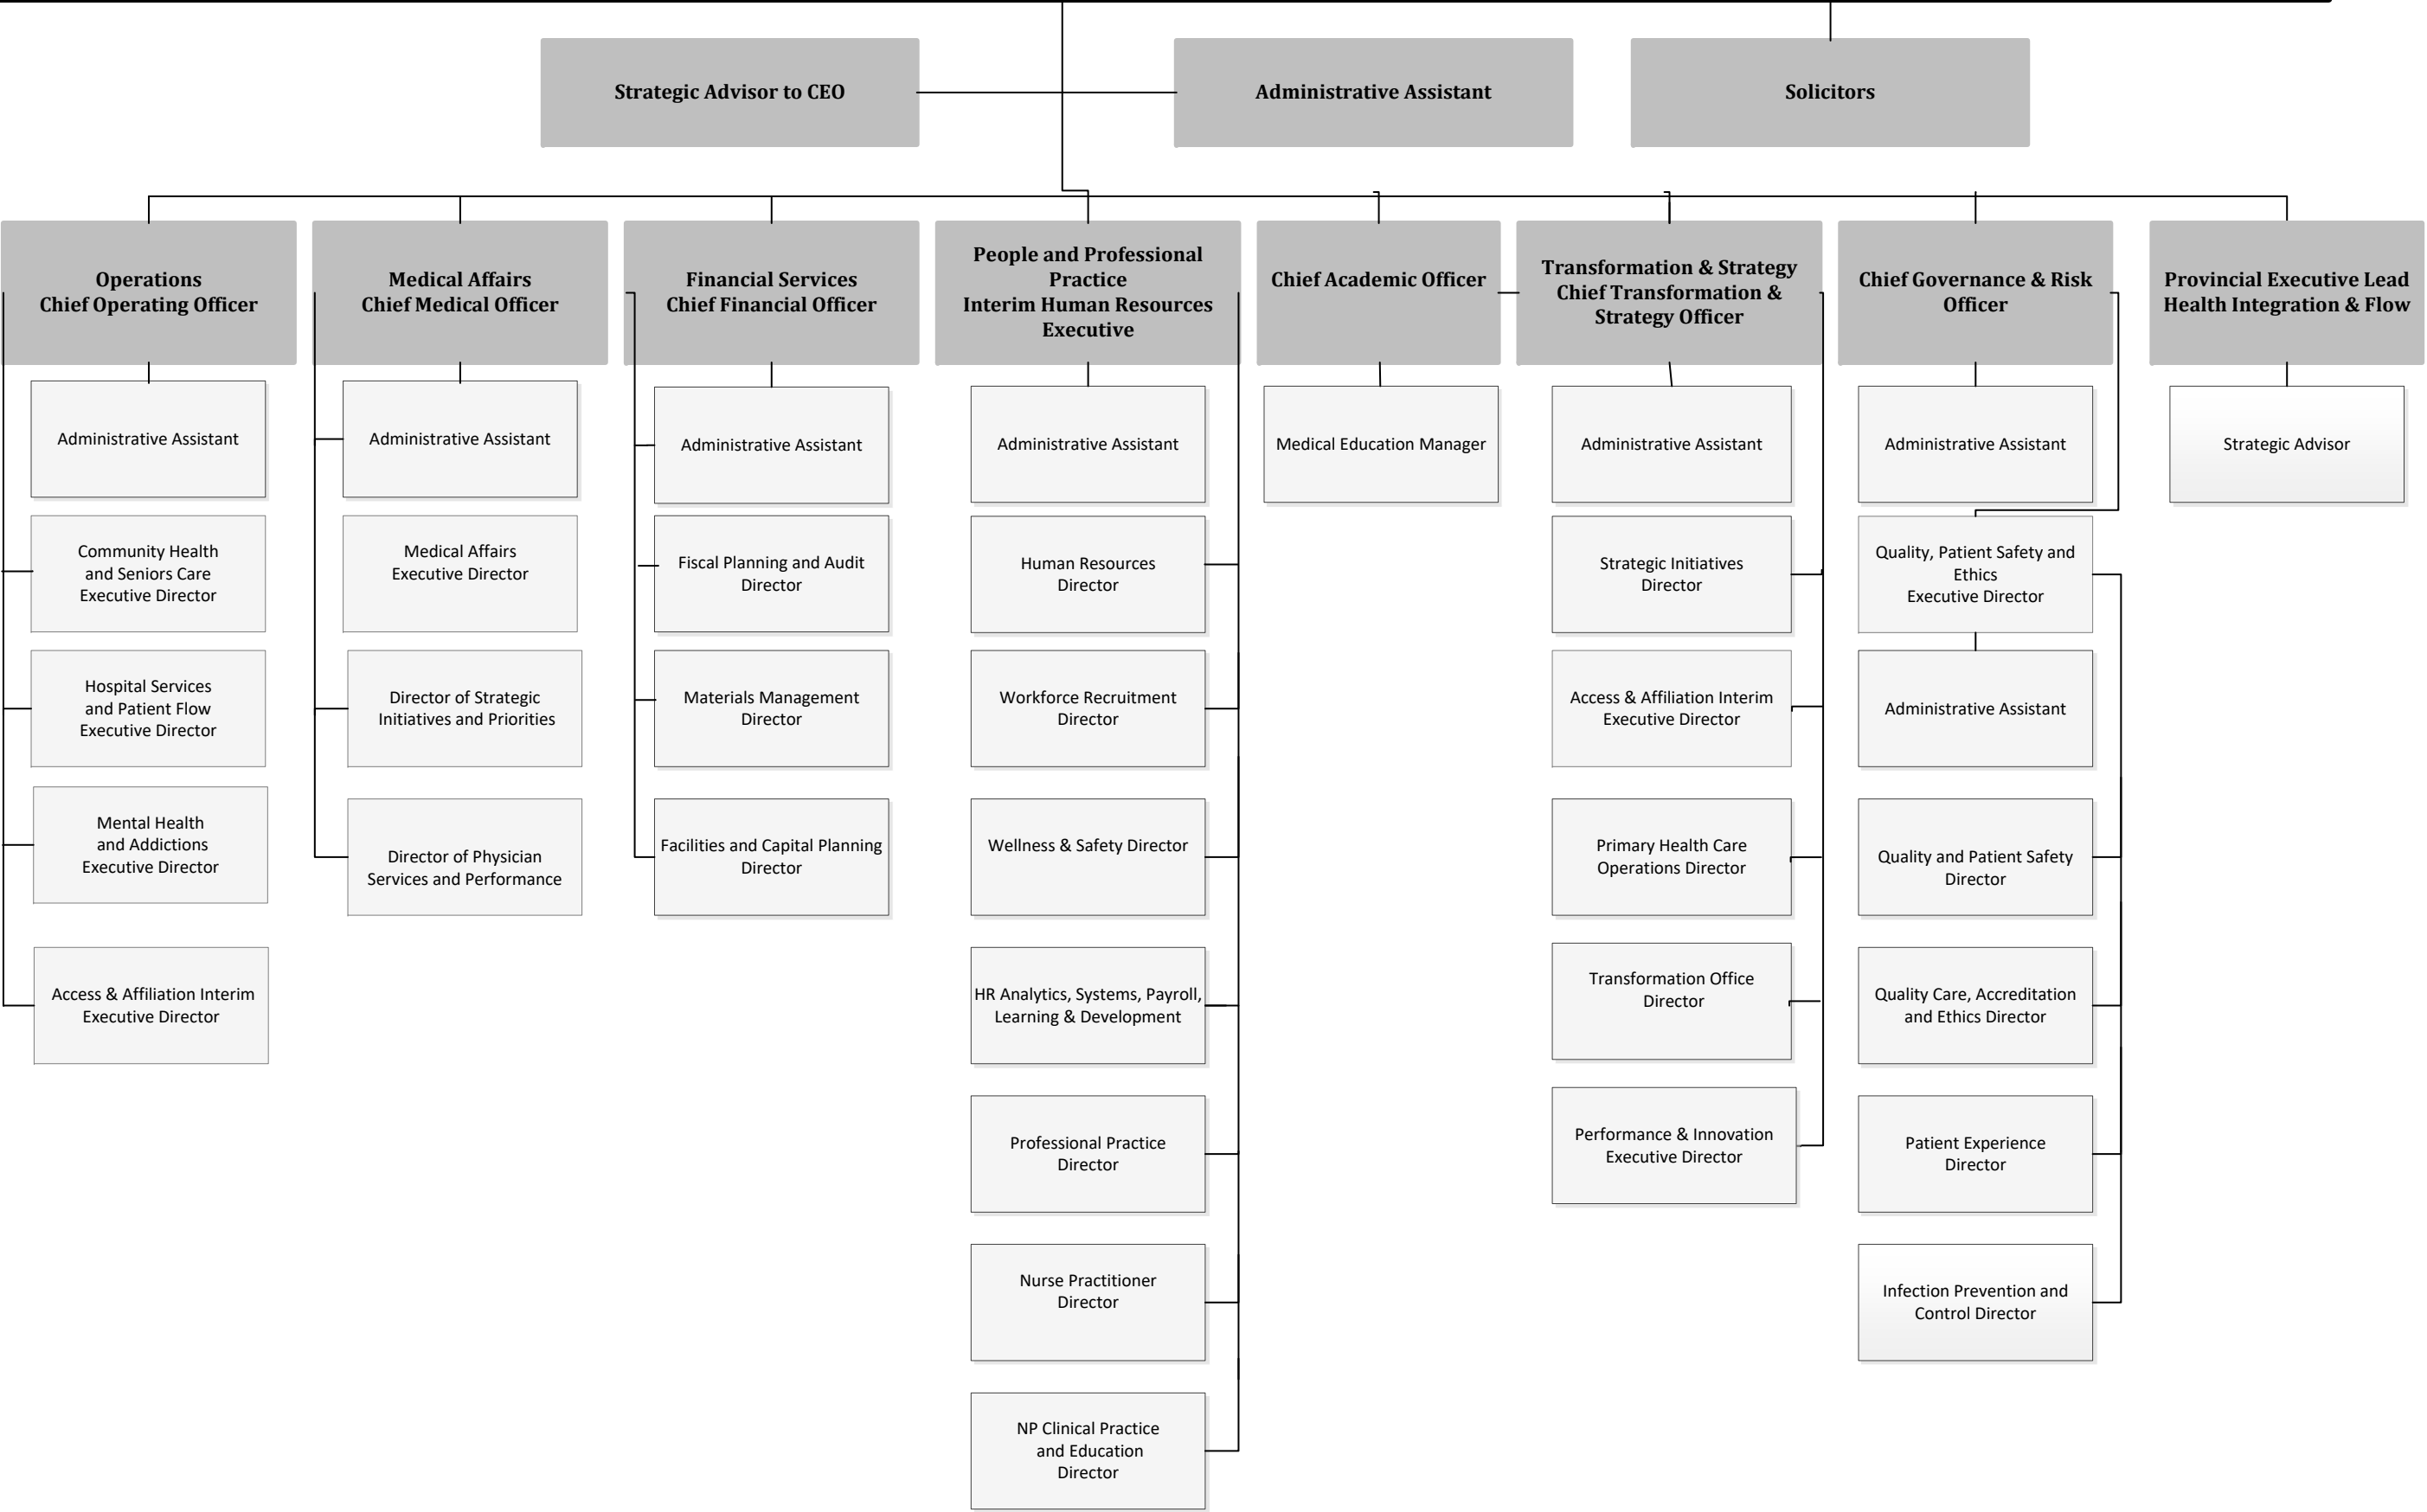 Strategic Advisor to CEO
Administrative Assistant
Solicitors
Operations
Chief Operating Officer
Medical Affairs
Chief Medical Officer
Financial Services
Chief Financial Officer
People and Professional
Practice
Interim Human Resources
Executive
Chief Academic Officer
Transformation & Strategy
Chief Transformation &
Strategy Officer
Chief Governance & Risk
Officer
Provincial Executive Lead
Health Integration & Flow
Administrative Assistant
Community Health
and Seniors Care
Executive Director
Hospital Services
and Patient Flow
Executive Director
Mental Health
and Addictions
Executive Director
Access & Affiliation Interim
Executive Director
Administrative Assistant
Medical Affairs
Executive Director
Director of Strategic
Initiatives and Priorities
Director of Physician
Services and Performance
Administrative Assistant
Fiscal Planning and Audit
Director
Materials Management
Director
Facilities and Capital Planning
Director
Administrative Assistant
Human Resources
Director
Workforce Recruitment
Director
Wellness & Safety Director
HR Analytics, Systems, Payroll,
Learning & Development
Professional Practice
Director
Nurse Practitioner
Director
NP Clinical Practice
and Education
Director
Medical Education Manager
Administrative Assistant
Strategic Initiatives
Director
Access & Affiliation Interim
Executive Director
Primary Health Care
Operations Director
Transformation Office
Director
Performance & Innovation
Executive Director
Administrative Assistant
Quality, Patient Safety and
Ethics
Executive Director
Administrative Assistant
Quality and Patient Safety
Director
Quality Care, Accreditation
and Ethics Director
Patient Experience
Director
Infection Prevention and
Control Director
Strategic Advisor